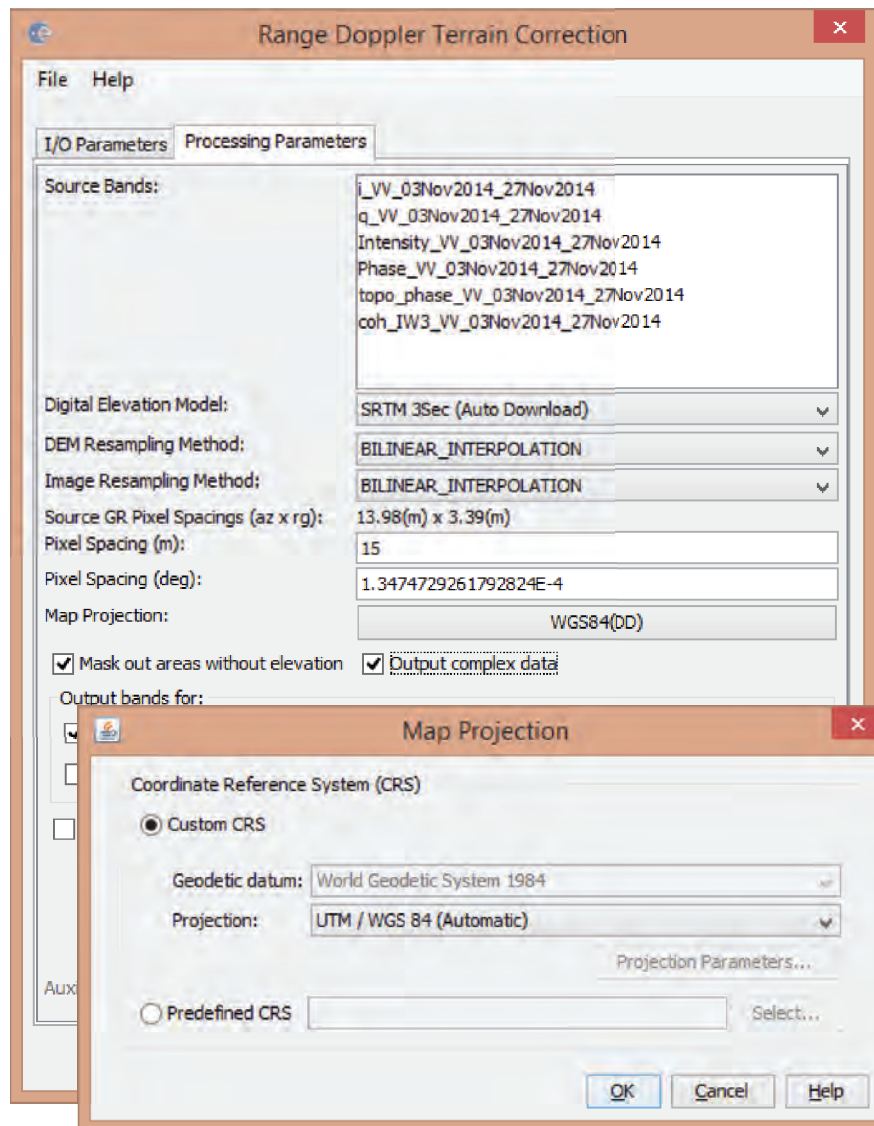 Range Doppler Terrain Correction
File Help
I/O Parameters Processing Parameters
Source Bands:
i_VV_03Nov2014_27Nov2014
q_VV_03Nov2014_27Nov2014
Intensity_VV_03Nov2014_27Nov2014
Phase_VV_03Nov2014_27Nov2014
topo_phase_VV_03Nov2014_27Nov2014
coh_IW3_VV_03Nov2014_27Nov2014
Digital Elevation Model: SRTM 3Sec (Auto Download)
DEM Resampling Method: BILINEAR_INTERPOLATION
Image Resampling Method: BILINEAR_INTERPOLATION
Source GR Pixel Spacings (az x rg): 13.98(m) x 3.39(m)
Pixel Spacing (m): 15
Pixel Spacing (deg): 1.3474729261792824E-4
Map Projection: WGS84(DD)
Mask out areas without elevation Output complex data
Output bands for:
Map Projection
Coordinate Reference System (CRS)
Custom CRS
Geodetic datum: World Geodetic System 1984
Projection: UTM / WGS 84 (Automatic)
Projection Parameters...
Aux
Predefined CRS Select...
OK Cancel Help